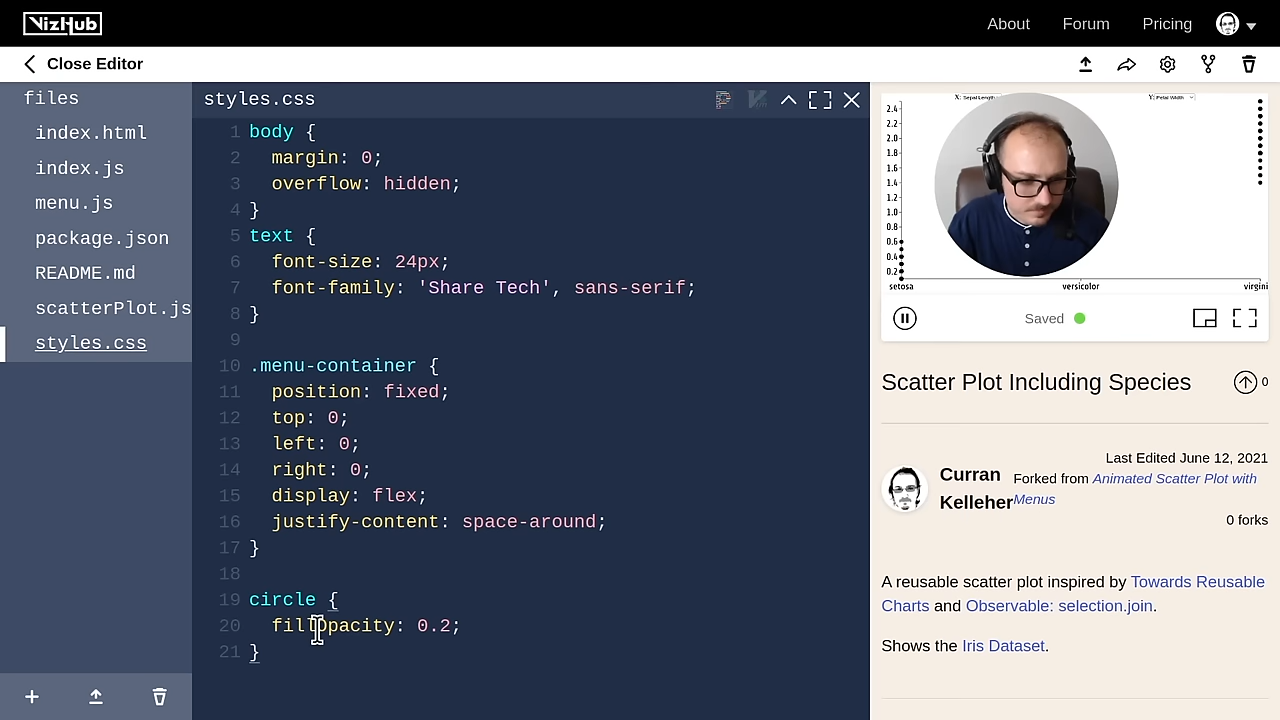 VizHub
About
Forum
Pricing
Close Editor
files
index.html
index.js
menu.js
package.json
README.md
scatterPlot.js
styles.css
styles.css
1 body {
2 margin: 0;
3 overflow: hidden;
4 }
5 text {
6 font-size: 24px;
7 font-family: 'Share Tech', sans-serif;
8 }
9
10 .menu-container {
11 position: fixed;
12 top: 0;
13 left: 0;
14 right: 0;
15 display: flex;
16 justify-content: space-around;
17 }
18
19 circle {
20 fillOpacity: 0.2;
21 }
X: Sepal Length
Y: Petal Width
2.4
2.2
2.0
1.8
1.6
1.4
1.2
1.0
0.8
0.6
0.4
0.2
setosa
versicolor
virgini
Saved
Scatter Plot Including Species
0
Last Edited June 12, 2021
Curran Kelleher
Forked from Animated Scatter Plot with
Menus
0 forks
A reusable scatter plot inspired by Towards Reusable
Charts and Observable: selection.join.
Shows the Iris Dataset.